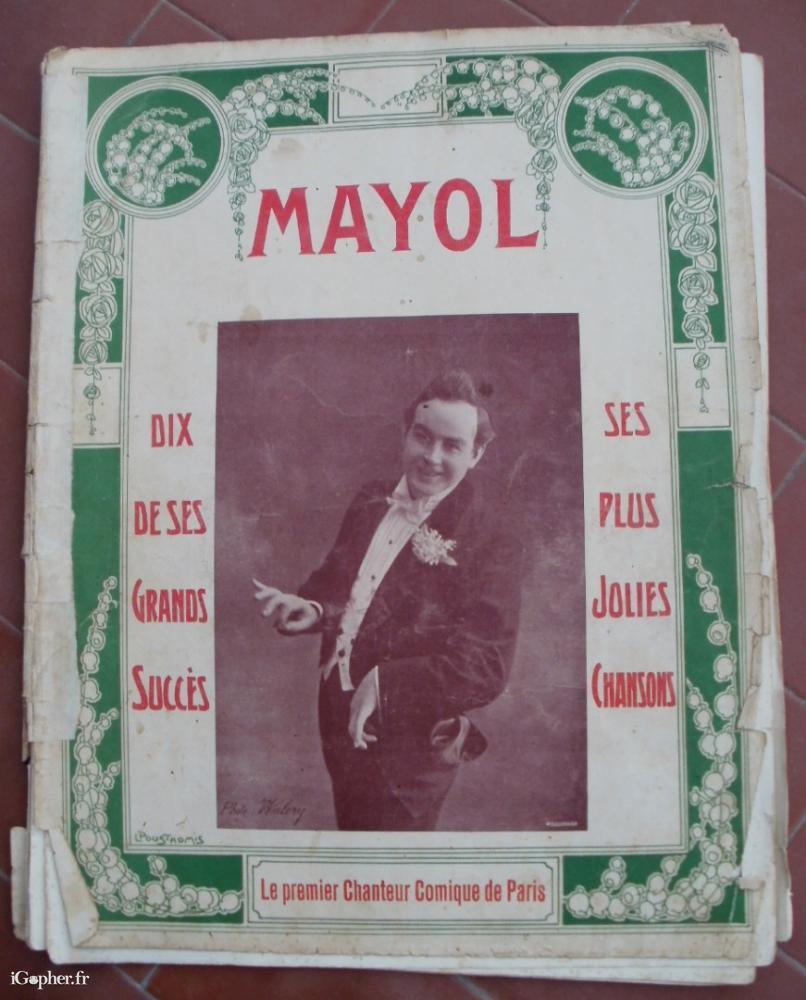 MAYOL
DIX
DE SES
GRANDS
SUCCÈS
SES
PLUS
JOLIES
CHANSONS
Photo Walery
L POUSTHOMIS
Le premier Chanteur Comique de Paris
iGopher.fr